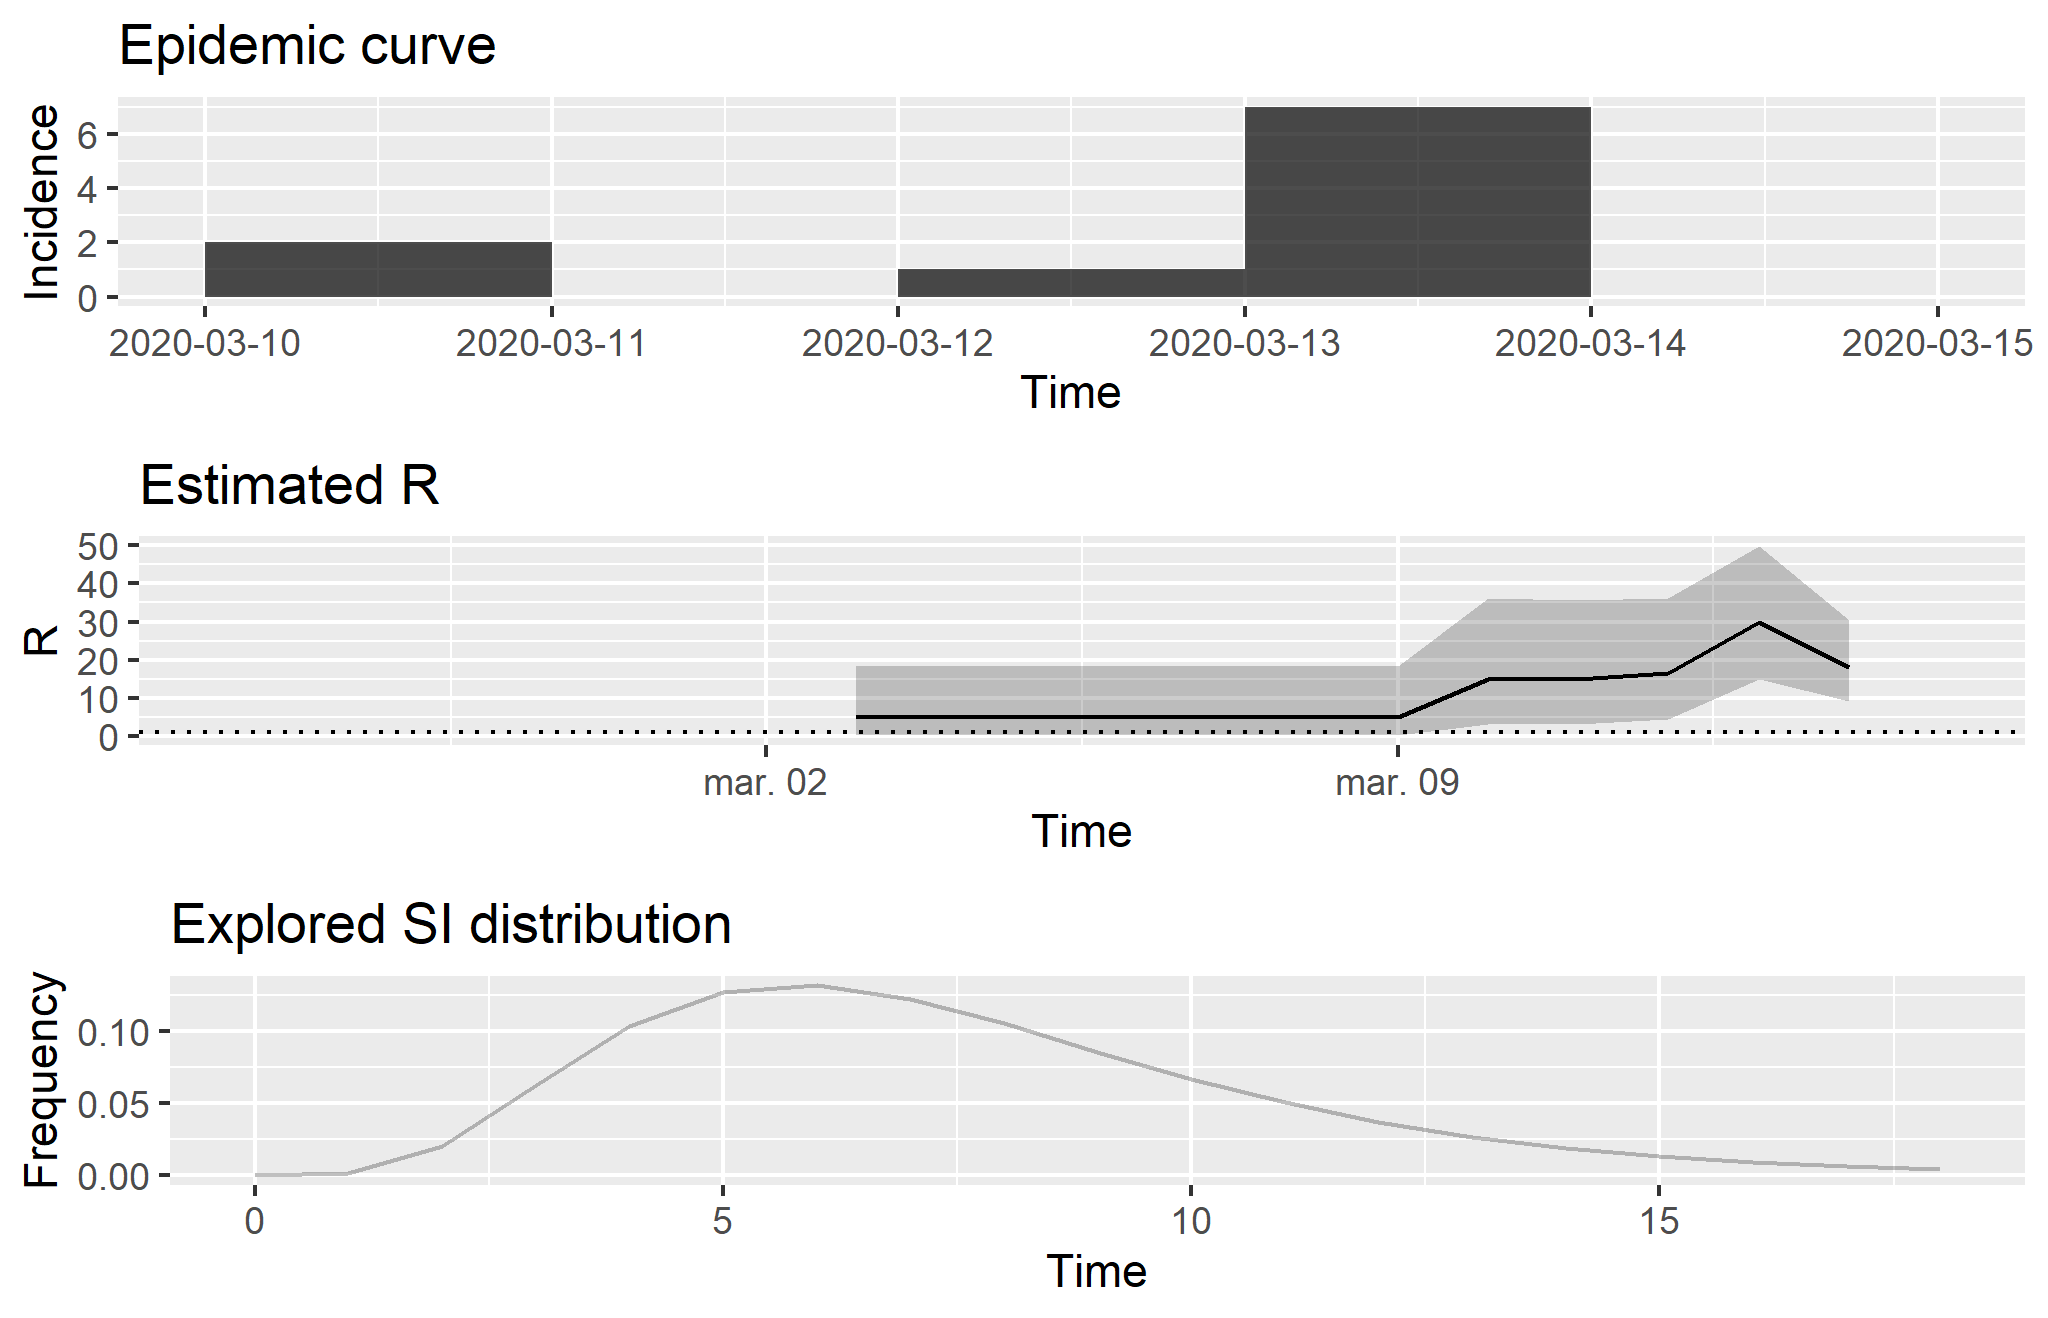 Epidemic curve
Incidence
6
4
2
0
2020-03-10 2020-03-11 2020-03-12 2020-03-13 2020-03-14 2020-03-15
Time
Estimated R
R
50
40
30
20
10
0
mar. 02 mar. 09
Time
Explored SI distribution
Frequency
0.10
0.05
0.00
0 5 10 15
Time